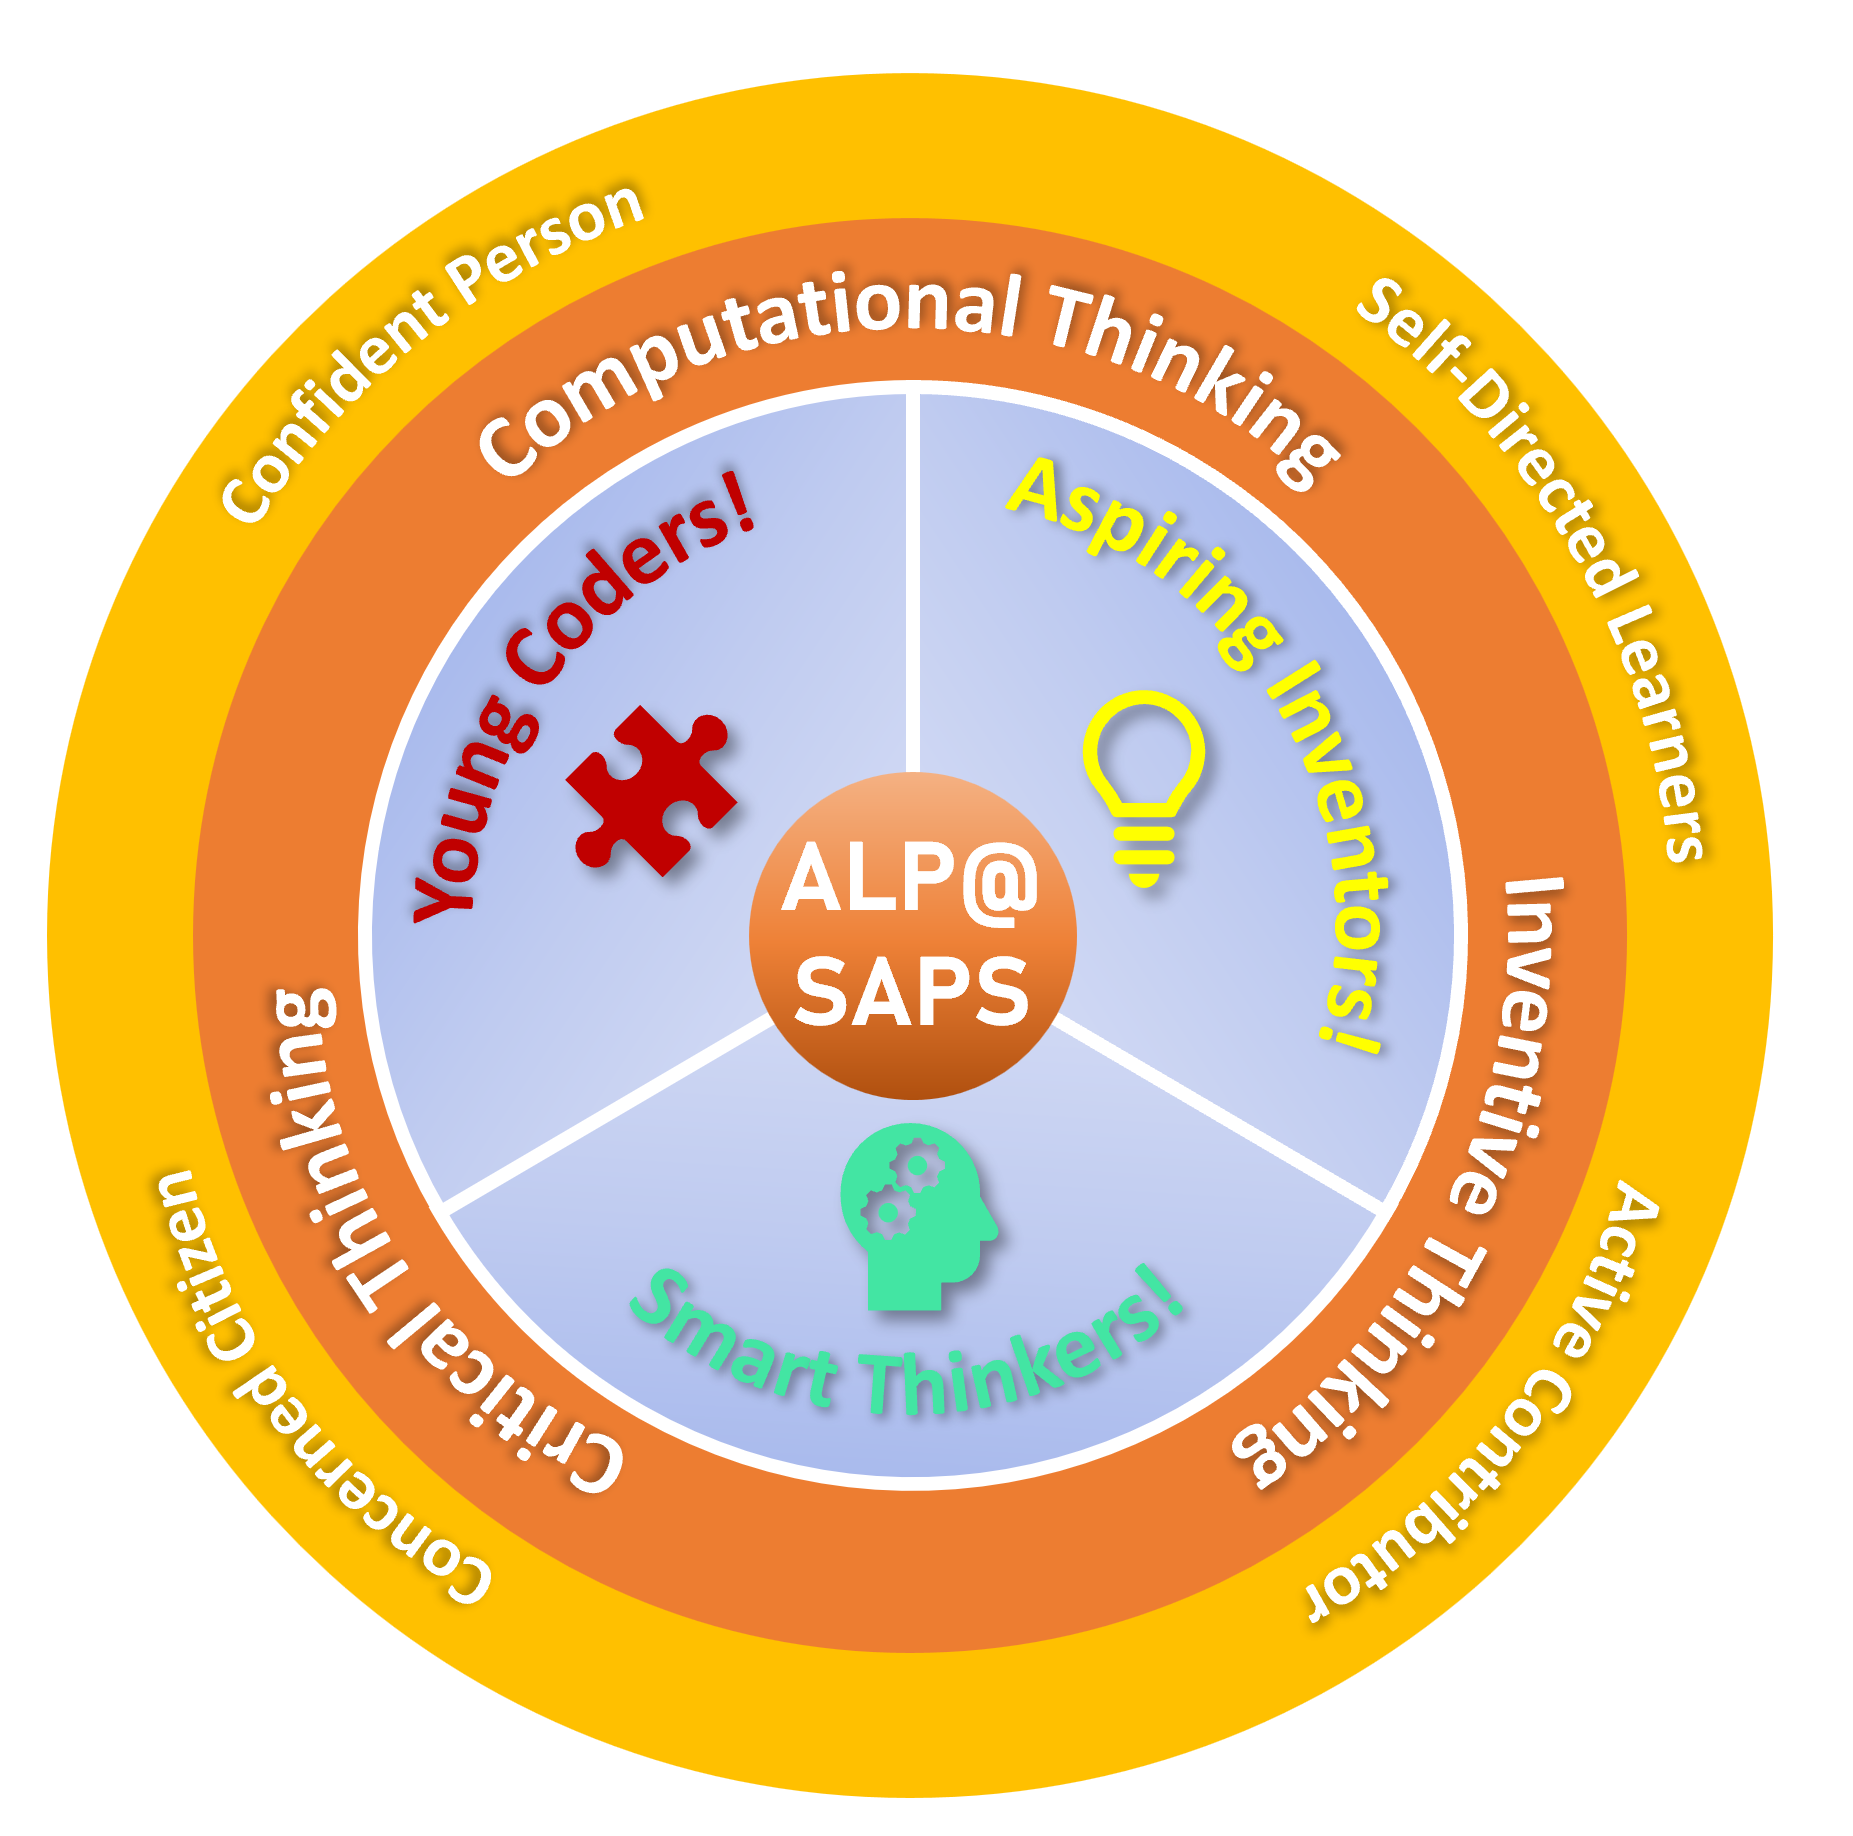 Confident Person
Self-Directed Learners
Active Contributor
Concerned Citizen
Computational Thinking
Inventive Thinking
Critical Thinking
Young Coders!
Aspiring Inventors!
Smart Thinkers!
ALP@
SAPS